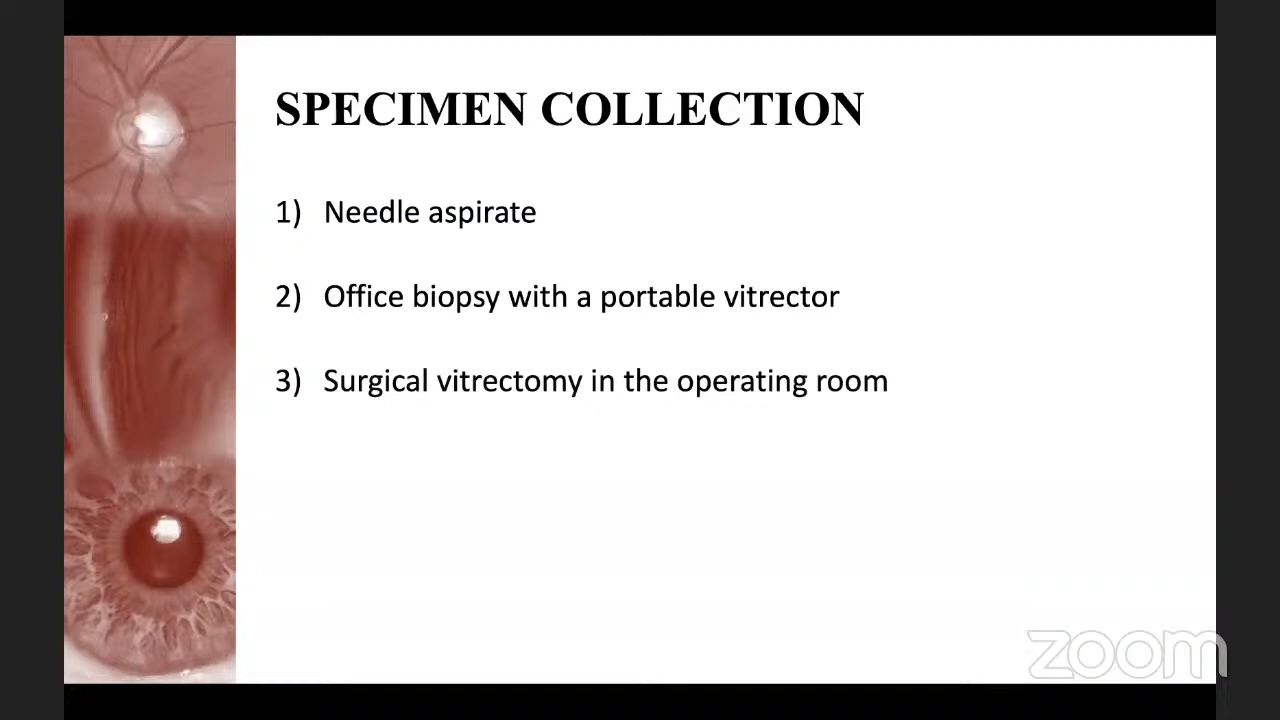 SPECIMEN COLLECTION
1) Needle aspirate
2) Office biopsy with a portable vitrector
3) Surgical vitrectomy in the operating room
zoom